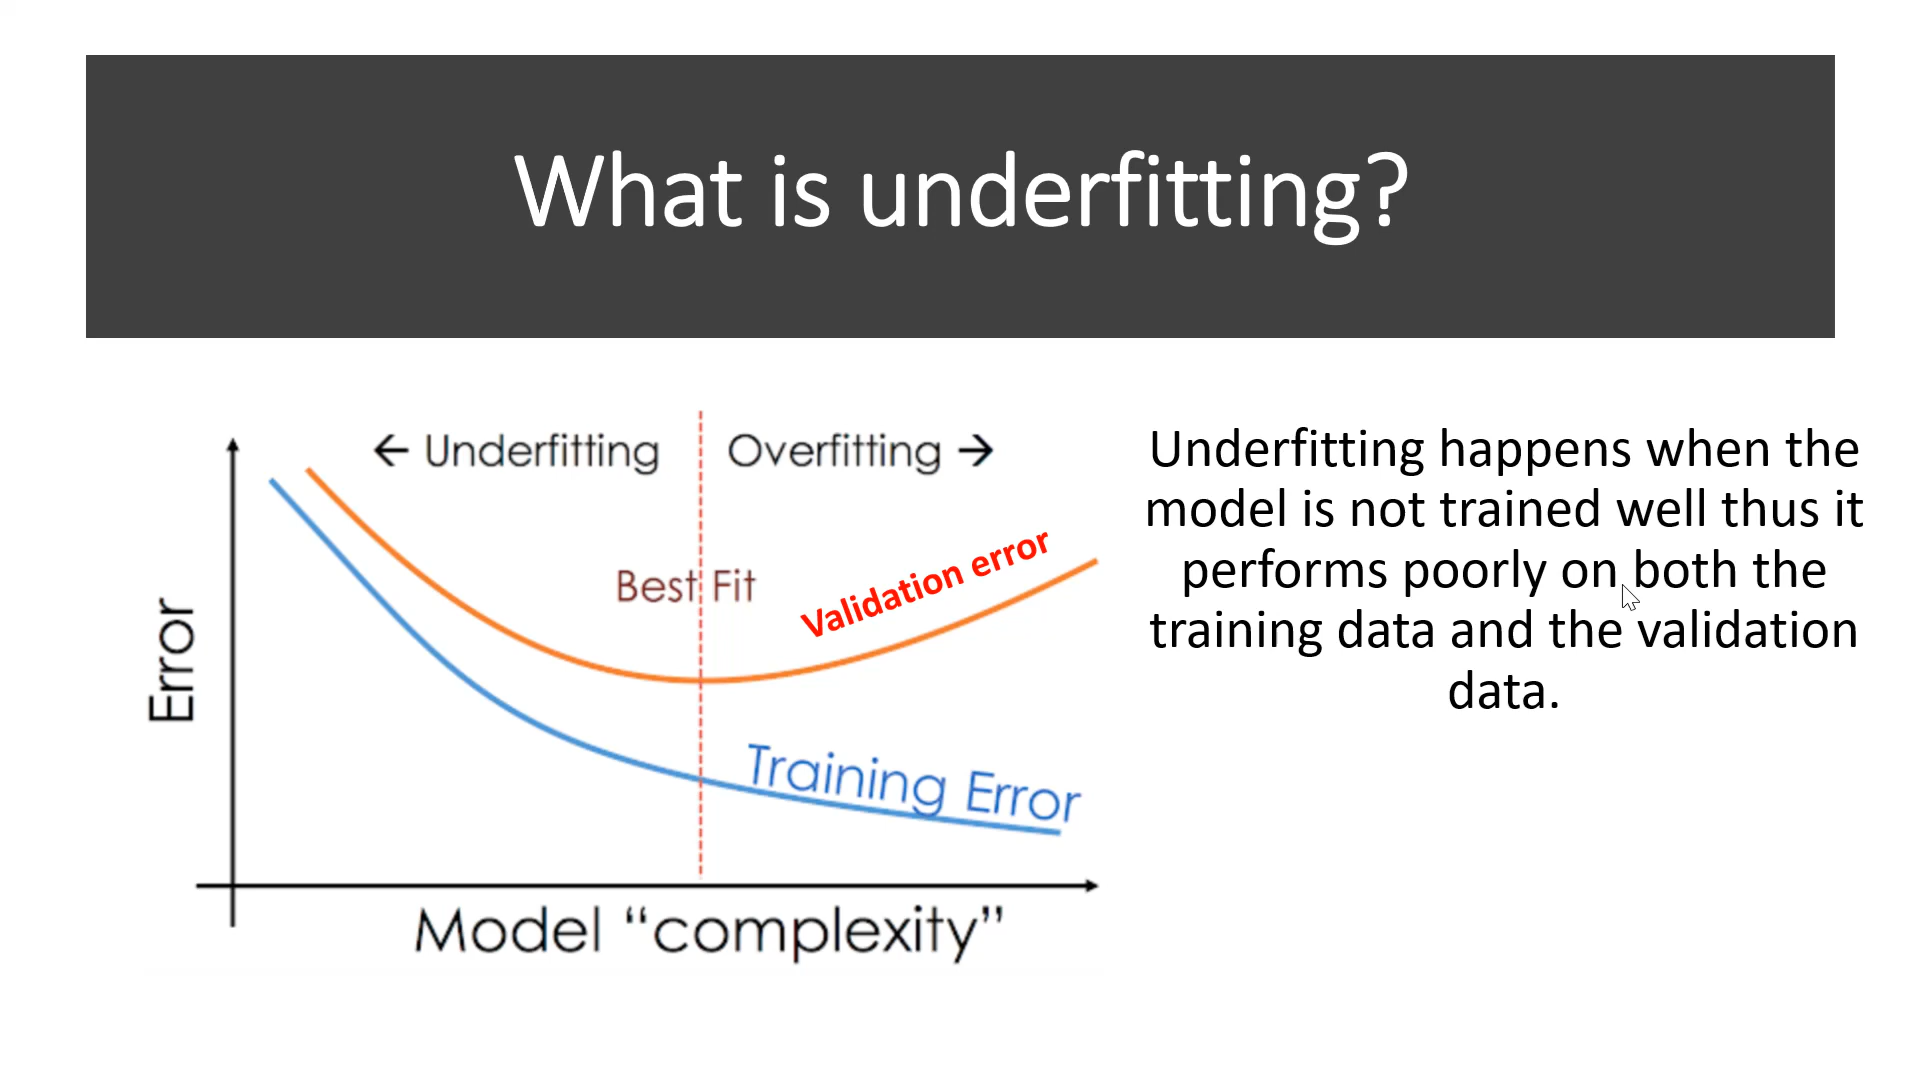 What is underfitting?
← Underfitting
Overfitting →
Best Fit
Validation error
Training Error
Error
Model “complexity”
Underfitting happens when the
model is not trained well thus it
performs poorly on both the
training data and the validation
data.